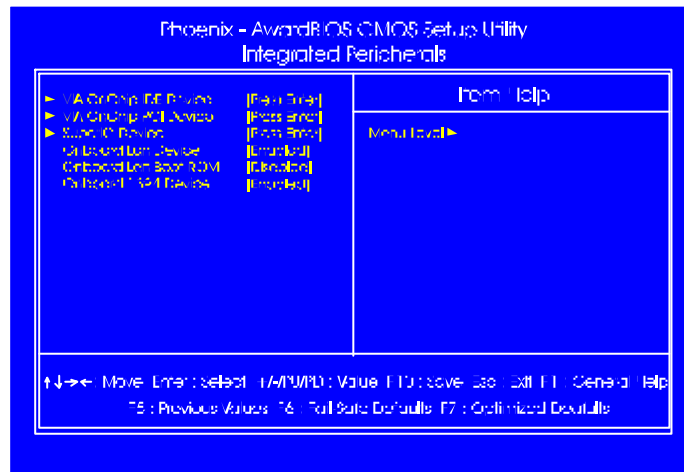 Phoenix - AwardBIOS CMOS Setup Utility
Integrated Peripherals
► VIA OnChip IDE Device [Press Enter]
► VIA OnChip PCI Device [Press Enter]
► Super IO Device [Press Enter]
Onboard Lan Device [Enabled]
Onboard Lan Boot ROM [Disabled]
Onboard 1394 Device [Enabled]
Item Help
Menu Level ►
↑↓→←: Move Enter : Select +/-/PU/PD : Value F10 : Save Esc : Exit F1 : General Help
F5 : Previous Values F6 : Fail Safe Defaults F7 : Optimized Deafults